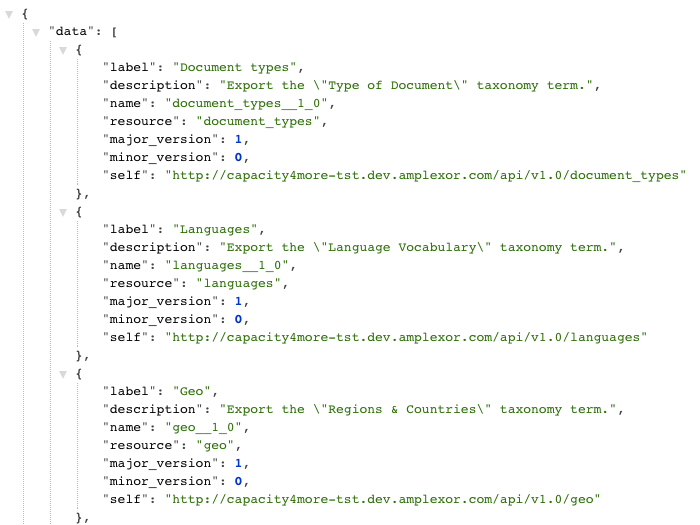 {
"data": [
{
"label": "Document types",
"description": "Export the \"Type of Document\" taxonomy term.",
"name": "document_types__1_0",
"resource": "document_types",
"major_version": 1,
"minor_version": 0,
"self": "http://capacity4more-tst.dev.amplexor.com/api/v1.0/document_types"
},
{
"label": "Languages",
"description": "Export the \"Language Vocabulary\" taxonomy term.",
"name": "languages__1_0",
"resource": "languages",
"major_version": 1,
"minor_version": 0,
"self": "http://capacity4more-tst.dev.amplexor.com/api/v1.0/languages"
},
{
"label": "Geo",
"description": "Export the \"Regions & Countries\" taxonomy term.",
"name": "geo__1_0",
"resource": "geo",
"major_version": 1,
"minor_version": 0,
"self": "http://capacity4more-tst.dev.amplexor.com/api/v1.0/geo"
},